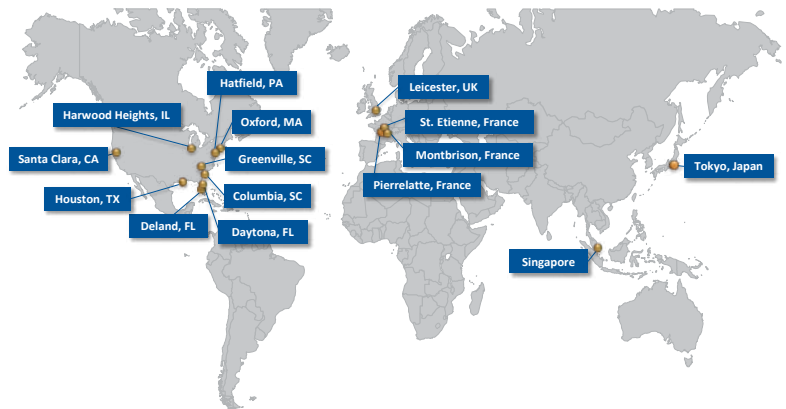 Hatfield, PA
Leicester, UK
Harwood Heights, IL
Oxford, MA
St. Etienne, France
Santa Clara, CA
Greenville, SC
Montbrison, France
Tokyo, Japan
Houston, TX
Columbia, SC
Pierrelatte, France
Deland, FL
Daytona, FL
Singapore